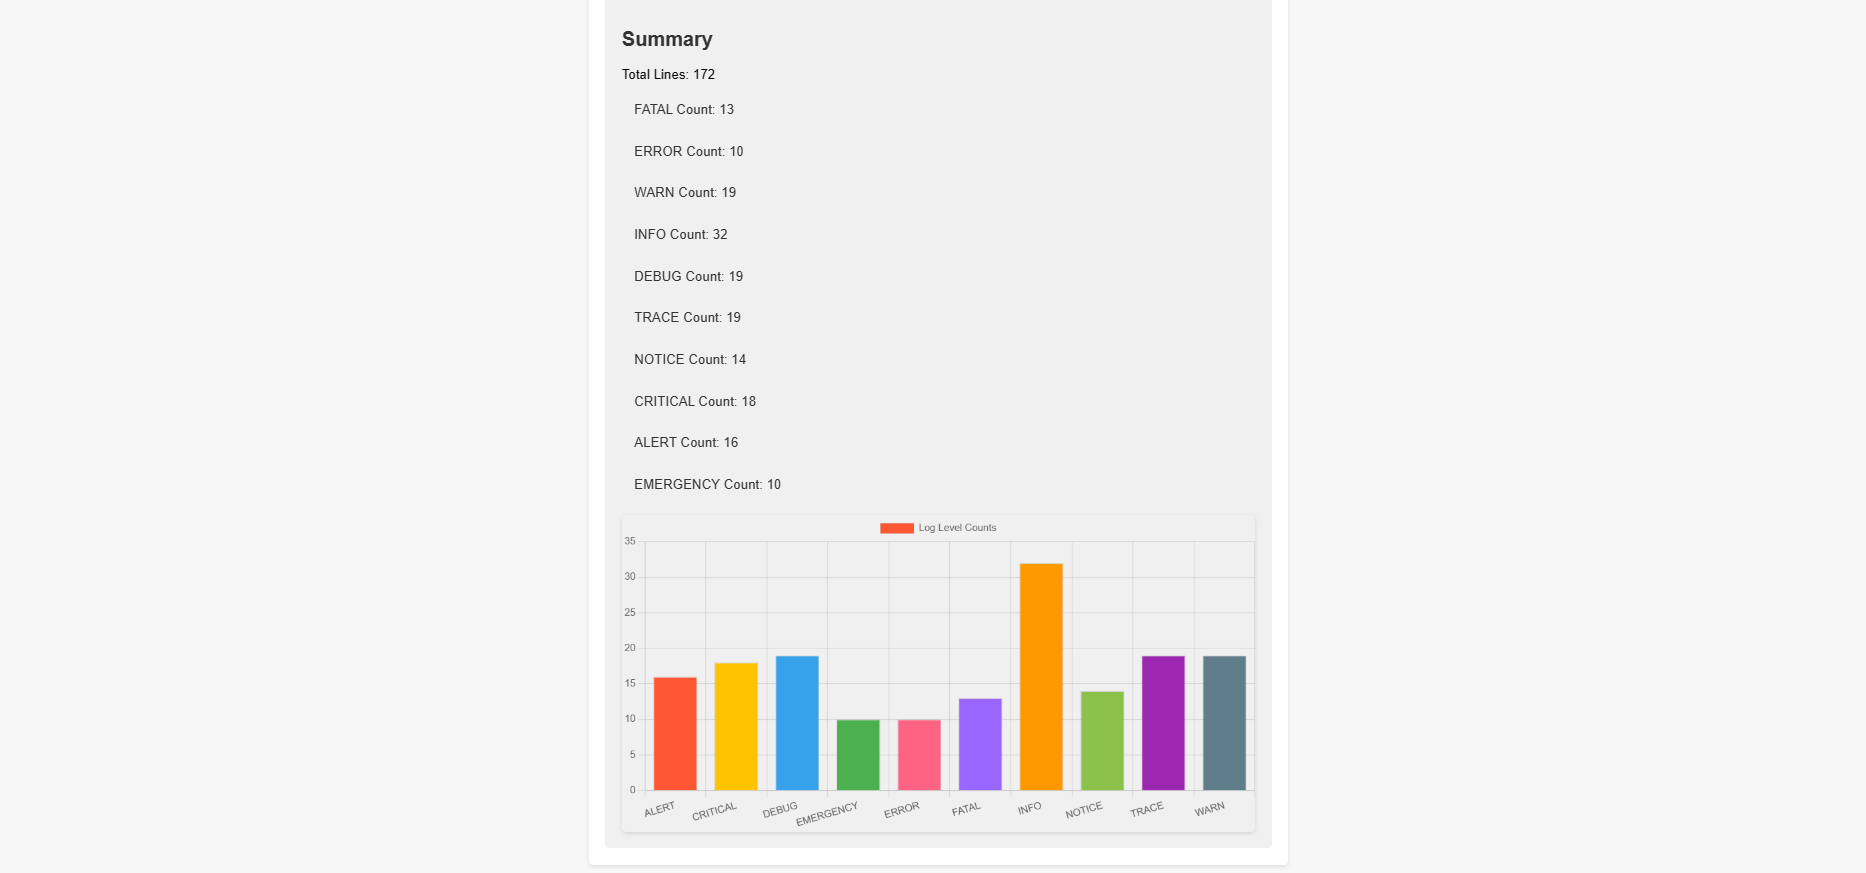 Summary
Total Lines: 172
FATAL Count: 13
ERROR Count: 10
WARN Count: 19
INFO Count: 32
DEBUG Count: 19
TRACE Count: 19
NOTICE Count: 14
CRITICAL Count: 18
ALERT Count: 16
EMERGENCY Count: 10
Log Level Counts
35
30
25
20
15
10
5
0
ALERT CRITICAL DEBUG EMERGENCY ERROR FATAL INFO NOTICE TRACE WARN